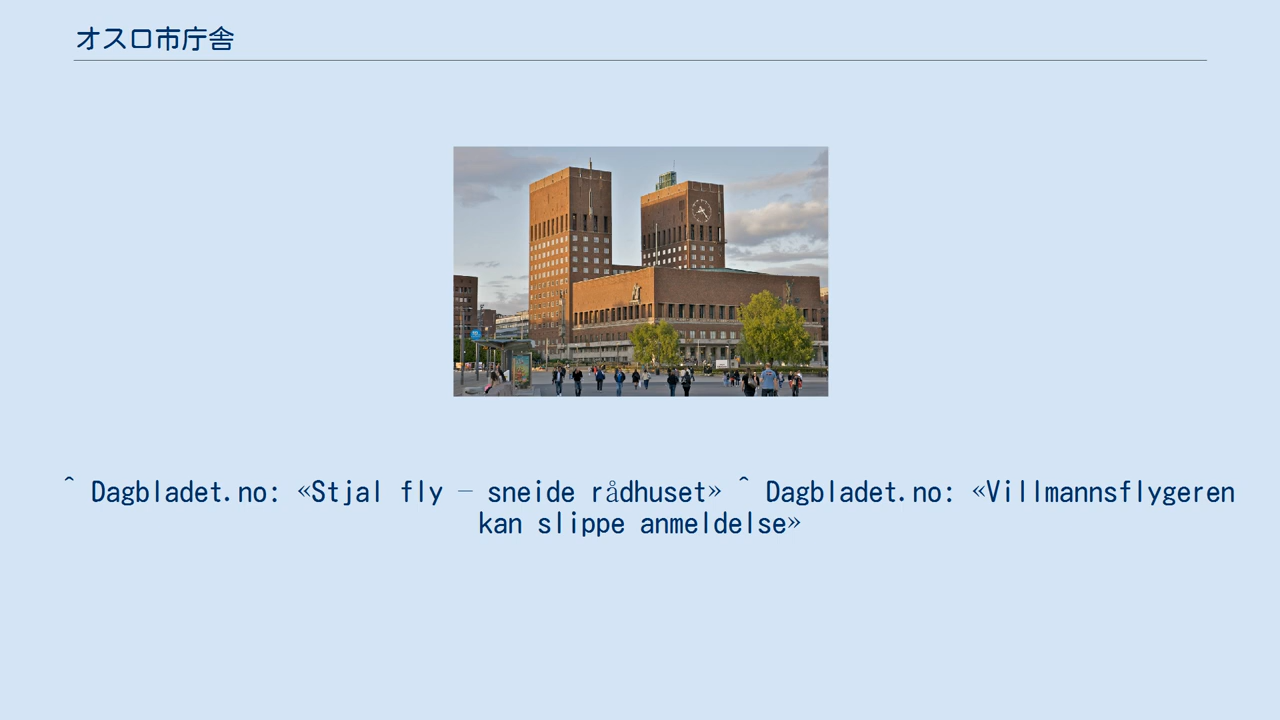 オスロ市庁舎
^ Dagbladet.no: «Stjal fly – sneide rådhuset» ^ Dagbladet.no: «Villmannsflygeren
kan slippe anmeldelse»